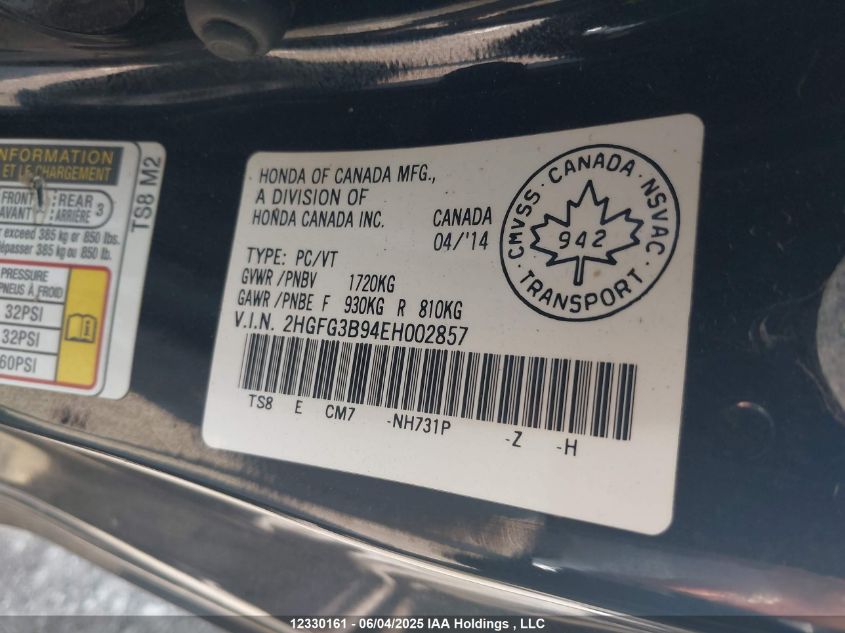 INFORMATION
ET LE CHARGEMENT
FRONT
AVANT
REAR
ARRIÈRE 3
er exceed 385 kg or 850 lbs.
dépasser 385 kg ou 850 lb.
PRESSURE
PNEUS À FROID
32PSI
32PSI
60PSI
TS8 M2
HONDA OF CANADA MFG.,
A DIVISION OF
HONDA CANADA INC.
CANADA
04/'14
TYPE: PC/VT
GVWR /PNBV 1720KG
GAWR /PNBE F 930KG R 810KG
V.I.N. 2HGFG3B94EH002857
TS8 E CM7 -NH731P -Z -H
CMVSS · CANADA · NSVAC · TRANSPORT ·
942
12330161 - 06/04/2025 IAA Holdings , LLC